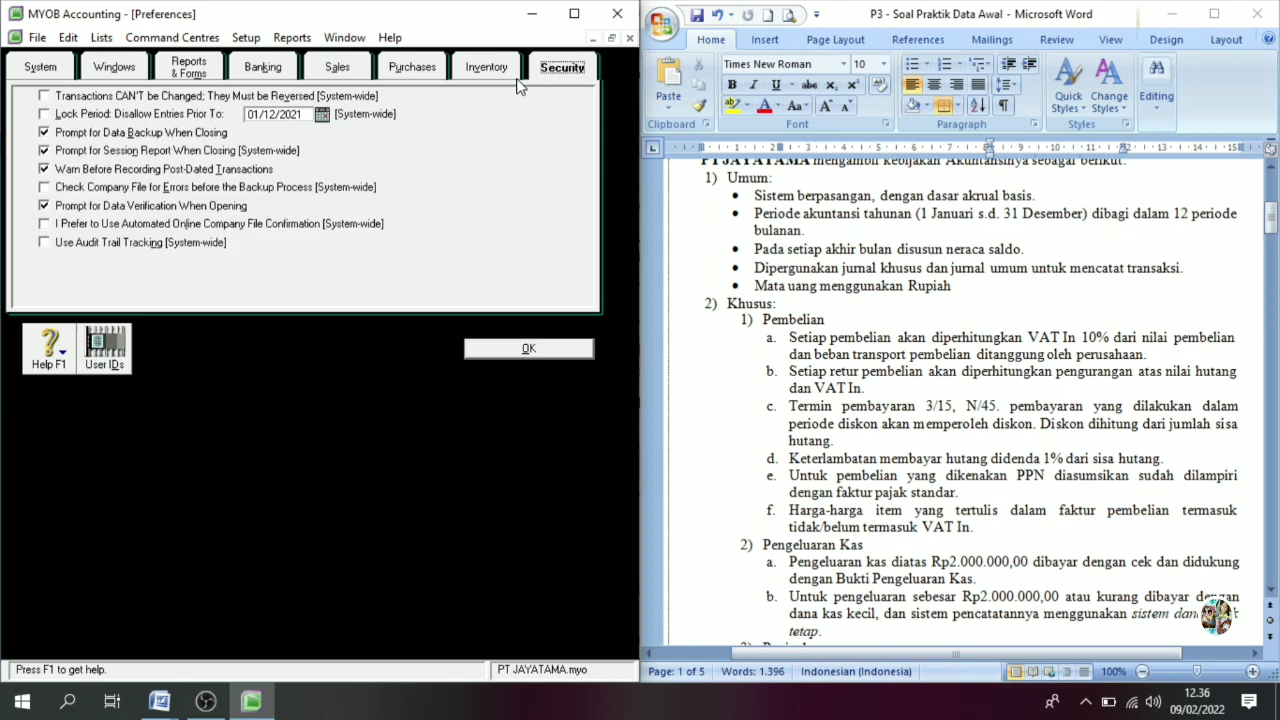 MYOB Accounting - [Preferences]
File Edit Lists Command Centres Setup Reports Window Help
System Windows Reports & Forms Banking Sales Purchases Inventory Security
Transactions CAN'T be Changed; They Must be Reversed [System-wide]
Lock Period: Disallow Entries Prior To: 01/12/2021 [System-wide]
Prompt for Data Backup When Closing
Prompt for Session Report When Closing [System-wide]
Warn Before Recording Post-Dated Transactions
Check Company File for Errors before the Backup Process [System-wide]
Prompt for Data Verification When Opening
I Prefer to Use Automated Online Company File Confirmation [System-wide]
Use Audit Trail Tracking [System-wide]
Help F1 User IDs
OK
Press F1 to get help. PT JAYATAMA.myo
P3 - Soal Praktik Data Awal - Microsoft Word
Home Insert Page Layout References Mailings Review View Design Layout
Times New Roman 10
Paste
Quick Styles Change Styles Editing
Clipboard Font Paragraph Styles
PT JAYATAMA mengambil kebijakan Akuntansinya sebagai berikut:
1) Umum:
• Sistem berpasangan, dengan dasar akrual basis.
• Periode akuntansi tahunan (1 Januari s.d. 31 Desember) dibagi dalam 12 periode
bulanan.
• Pada setiap akhir bulan disusun neraca saldo.
• Dipergunakan jurnal khusus dan jurnal umum untuk mencatat transaksi.
• Mata uang menggunakan Rupiah
2) Khusus:
1) Pembelian
a. Setiap pembelian akan diperhitungkan VAT In 10% dari nilai pembelian
dan beban transport pembelian ditanggung oleh perusahaan.
b. Setiap retur pembelian akan diperhitungkan pengurangan atas nilai hutang
dan VAT In.
c. Termin pembayaran 3/15, N/45. pembayaran yang dilakukan dalam
periode diskon akan memperoleh diskon. Diskon dihitung dari jumlah sisa
hutang.
d. Keterlambatan membayar hutang didenda 1% dari sisa hutang.
e. Untuk pembelian yang dikenakan PPN diasumsikan sudah dilampiri
dengan faktur pajak standar.
f. Harga-harga item yang tertulis dalam faktur pembelian termasuk
tidak/belum termasuk VAT In.
2) Pengeluaran Kas
a. Pengeluaran kas diatas Rp2.000.000,00 dibayar dengan cek dan didukung
dengan Bukti Pengeluaran Kas.
b. Untuk pengeluaran sebesar Rp2.000.000,00 atau kurang dibayar dengan
dana kas kecil, dan sistem pencatatannya menggunakan sistem
tetap.
Page: 1 of 5 Words: 1.396 Indonesian (Indonesia) 100%
12.36
09/02/2022